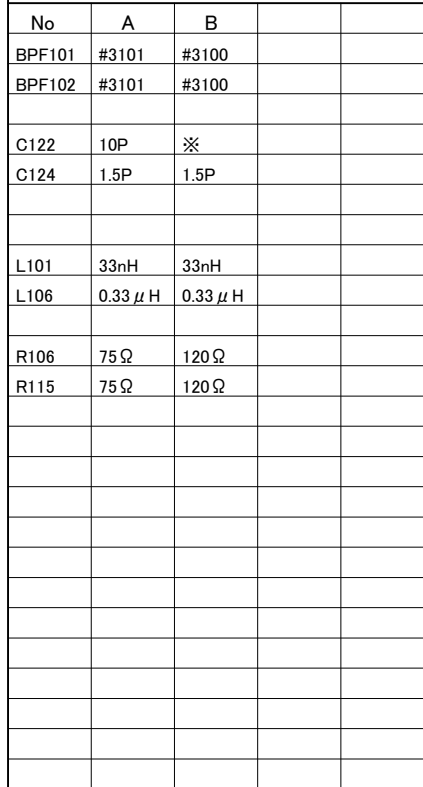 No A B
BPF101 #3101 #3100
BPF102 #3101 #3100
C122 10P ※
C124 1.5P 1.5P
L101 33nH 33nH
L106 0.33μH 0.33μH
R106 75Ω 120Ω
R115 75Ω 120Ω